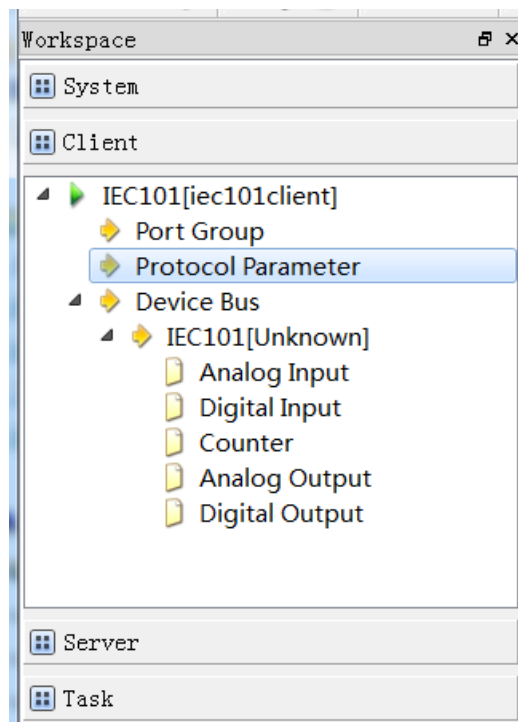 Workspace
System
Client
IEC101[iec101client]
Port Group
Protocol Parameter
Device Bus
IEC101[Unknown]
Analog Input
Digital Input
Counter
Analog Output
Digital Output
Server
Task